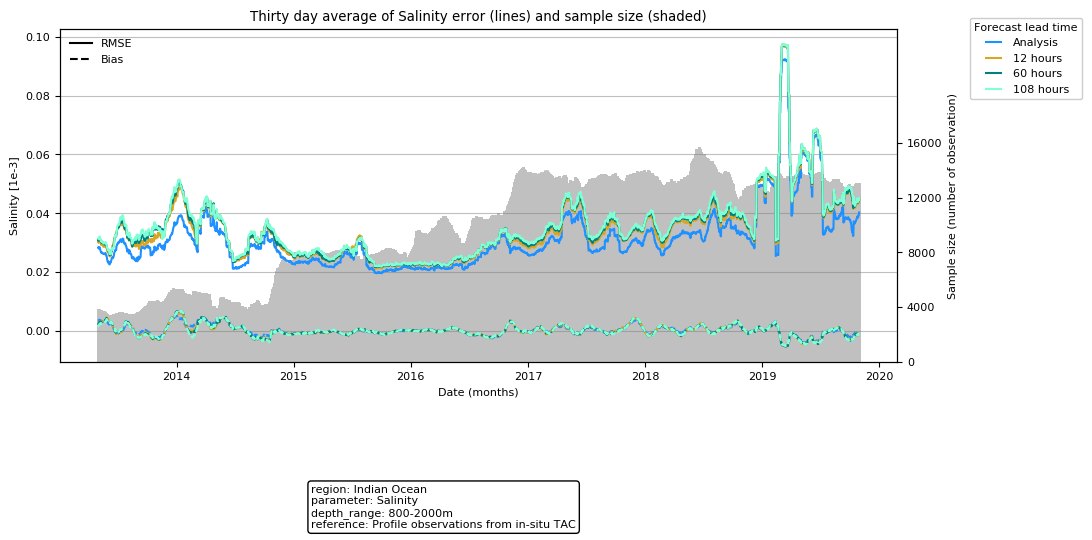 Thirty day average of Salinity error (lines) and sample size (shaded)
Forecast lead time
Analysis
12 hours
60 hours
108 hours
RMSE
Bias
0.10
0.08
0.06
0.04
0.02
0.00
Salinity [1e-3]
16000
12000
8000
4000
0
Sample size (number of observation)
2014 2015 2016 2017 2018 2019 2020
Date (months)
region: Indian Ocean
parameter: Salinity
depth_range: 800-2000m
reference: Profile observations from in-situ TAC